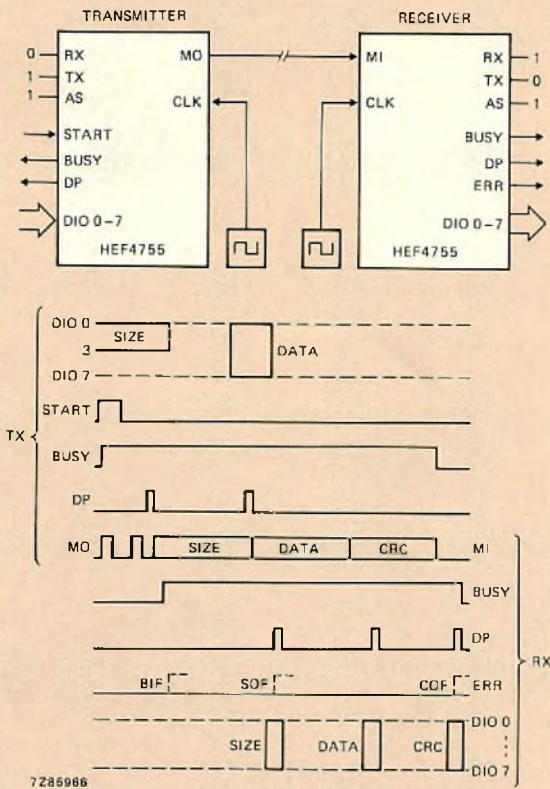 TRANSMITTER RECEIVER
0 RX MO MI RX 1
1 TX TX 0
1 AS CLK CLK AS 1
START BUSY
BUSY DP
DP ERR
DIO 0-7 DIO 0-7
HEF4755 HEF4755
DIO 0
SIZE
3 DATA
DIO 7
START
TX
BUSY
DP
MO SIZE DATA CRC MI
BUSY
DP
RX
BIF SOF COF ERR
DIO 0
SIZE DATA CRC
DIO 7
7Z85966